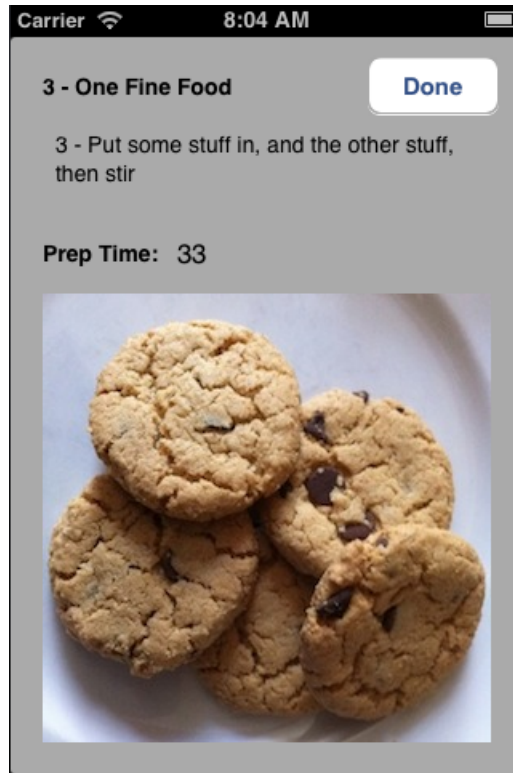 Carrier 8:04 AM
3 - One Fine Food
Done
3 - Put some stuff in, and the other stuff,
then stir
Prep Time: 33